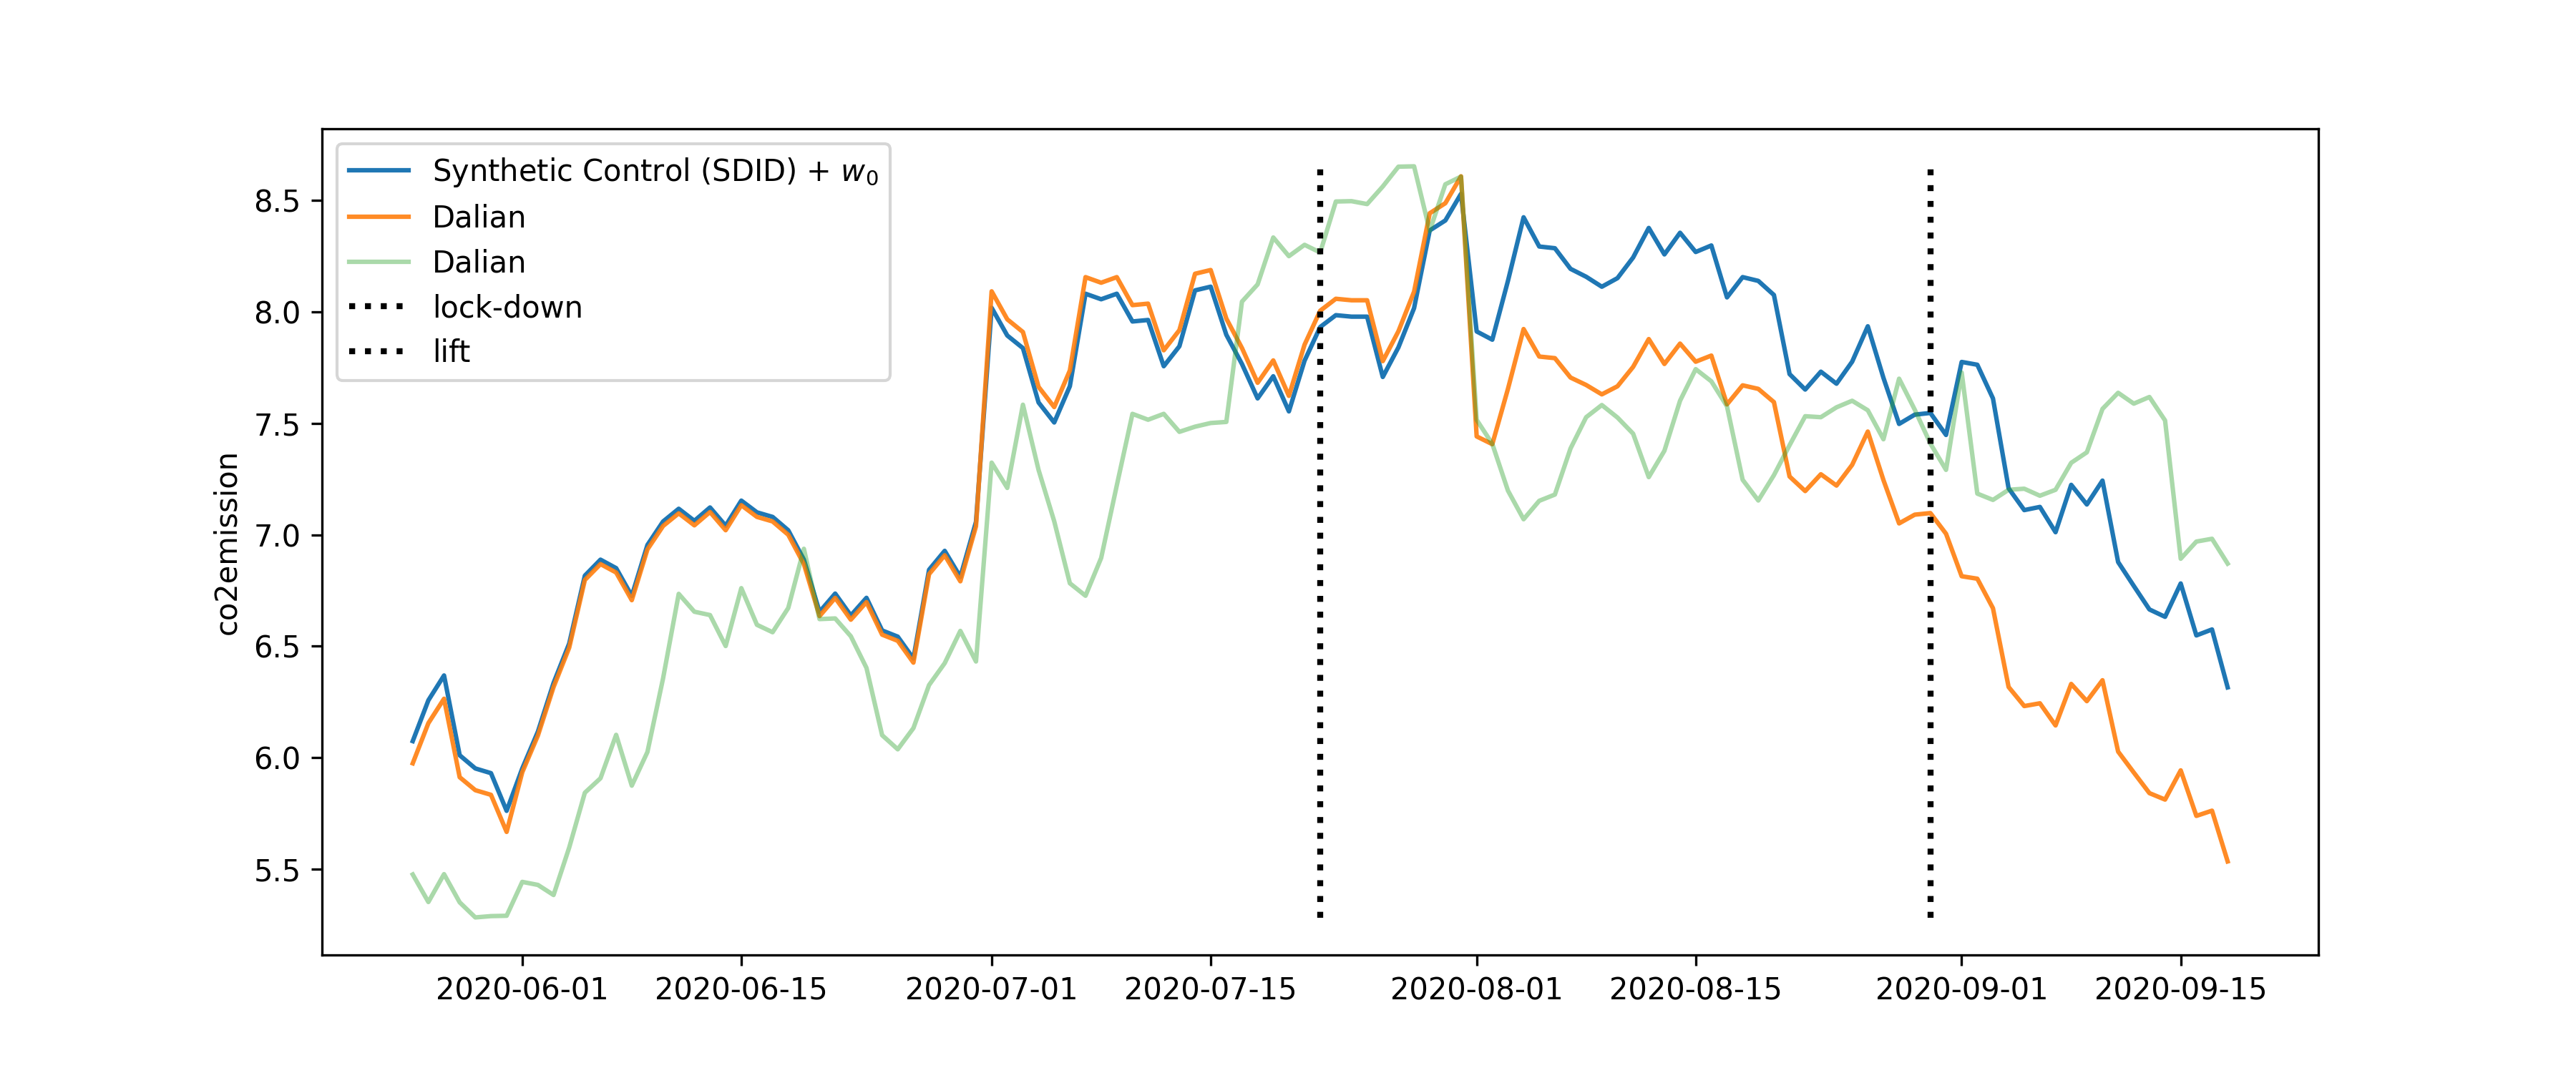 Synthetic Control (SDID) + w₀
Dalian
Dalian
lock-down
lift
co2emission
8.5
8.0
7.5
7.0
6.5
6.0
5.5
2020-06-01 2020-06-15 2020-07-01 2020-07-15 2020-08-01 2020-08-15 2020-09-01 2020-09-15